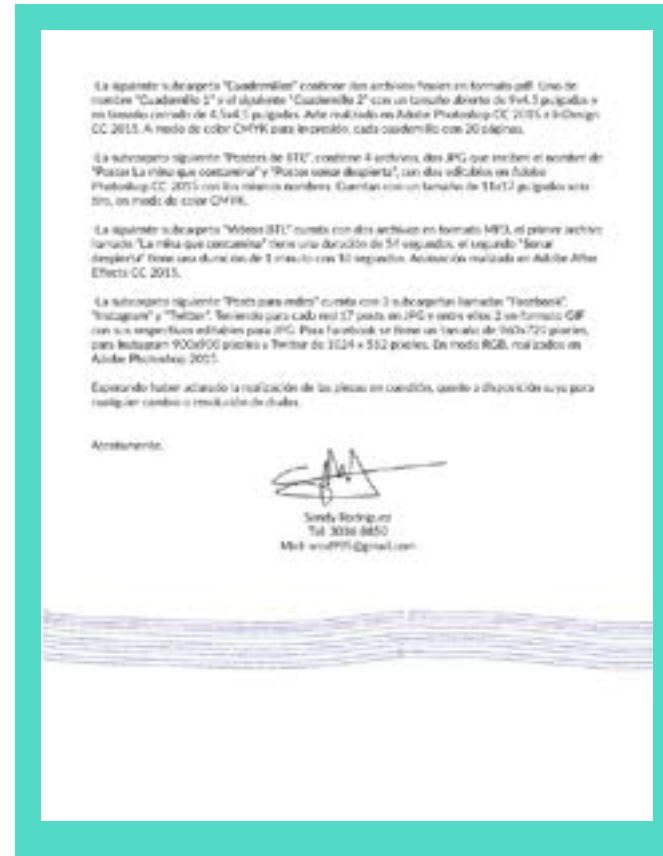 -La siguiente subcarpeta "Cuadernillos" contiene dos archivos finales en formato pdf. Uno de
nombre "Cuadernillo 1" y el siguiente "Cuadernillo 2" con un tamaño abierto de 9x4.5 pulgadas y
un tamaño cerrado de 4.5x4.5 pulgadas. Arte realizado en Adobe Photoshop CC 2015 e InDesign
CC 2015. A modo de color CMYK para impresión, cada cuadernillo con 20 páginas.
-La subcarpeta siguiente "Posters de BTL", contiene 4 archivos, dos JPG que reciben el nombre de
"Poster La mina que contamina" y "Poster sonar despierta", con dos editables en Adobe
Photoshop CC 2015 con los mismos nombres. Cuentan con un tamaño de pulgadas solo
tiro, en modo de color CMYK.
-La siguiente subcarpeta "Videos BTL" cuenta con dos archivos en formato el primer archivo
llamado "La mina que contamina" tiene una duración de 54 segundos, el segundo "Sonar
despierta" tiene una duración de 1 minuto con 10 segundos. Animación realizada en Adobe After
Effects CC 2015.
-La subcarpeta siguiente "Posts para redes" cuenta con 3 subcarpetas llamadas "Facebook",
"Instagram" y "Twitter". Teniendo para cada red 17 posts en JPG y entre ellos 2 en formato GIF
con sus respectivos editables para JPG. Para Facebook se tiene un tamaño de 960x720 pixeles,
para Instagram 900x900 pixeles y Twitter de 1024 x 512 pixeles. En modo RGB, realizados en
Adobe Photoshop 2015.
Esperando haber aclarado la realización de las piezas en cuestión, quedo a disposición suya para
cualquier cambio o resolución de dudas.
Atentamente,
Sandy Rodríguez
Tel: 3036 8850
Mail: